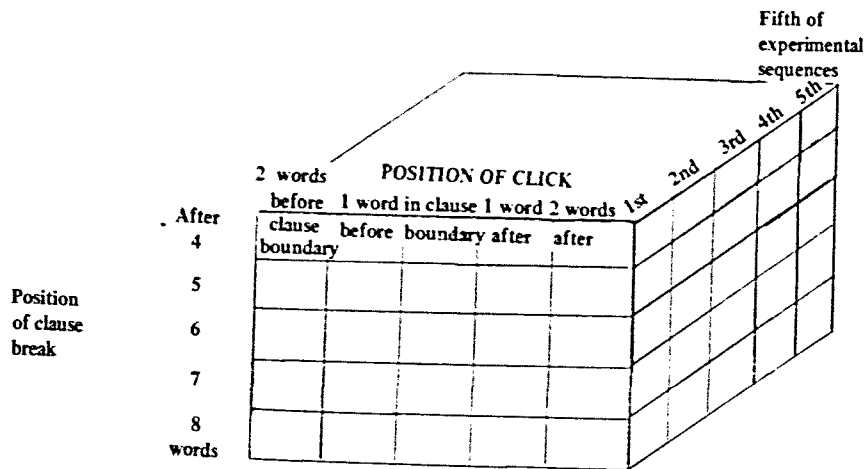 Fifth of
experimental
sequences
1st 2nd 3rd 4th 5th
POSITION OF CLICK
2 words
before 1 word in clause 1 word 2 words
clause before boundary after after
boundary
After
4
5
6
7
8
words
Position
of clause
break